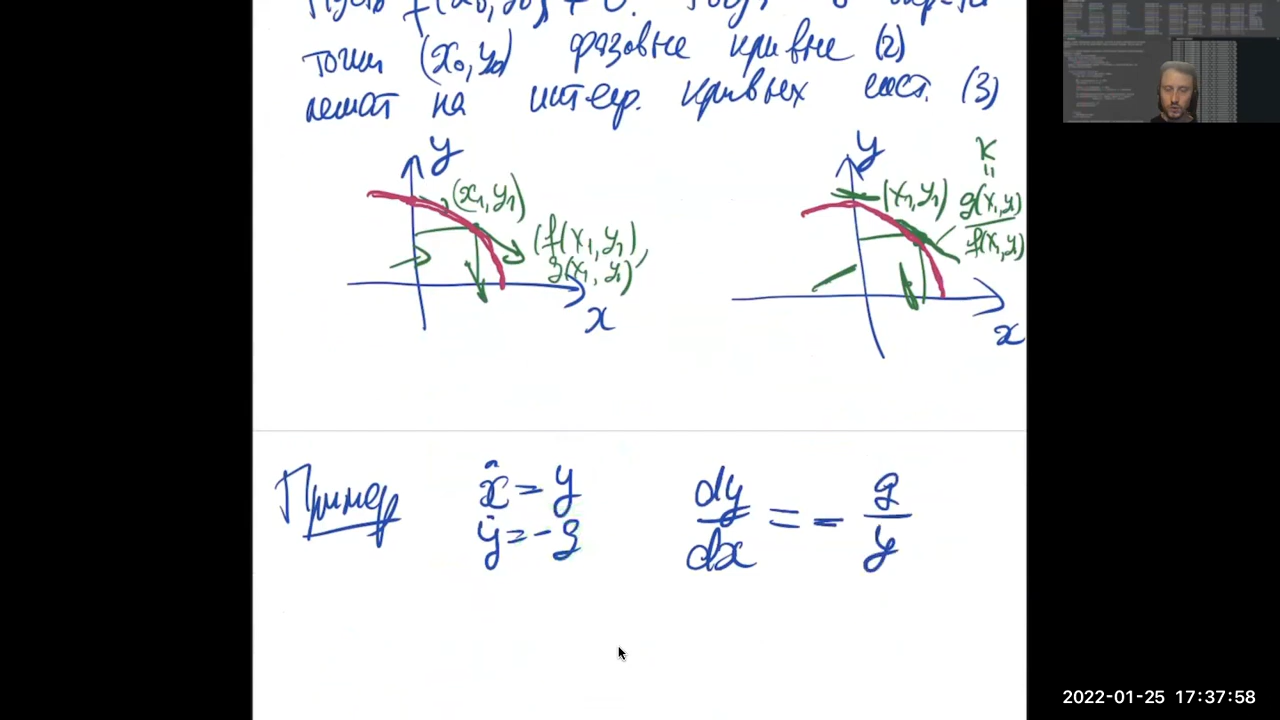 точки (x₀, y₀) фазовые кривые (2)
лежат на интегр. кривых сист. (3)
y
(x₁, y₁)
(f(x₁, y₁),
g(x₁, y₁))
x
y
(x₁, y₁)
K
=
g(x₁, y₁)
f(x₁, y₁)
x
Пример ẋ = y dy/dx = - g/y
ẏ = -g
2022-01-25 17:37:58